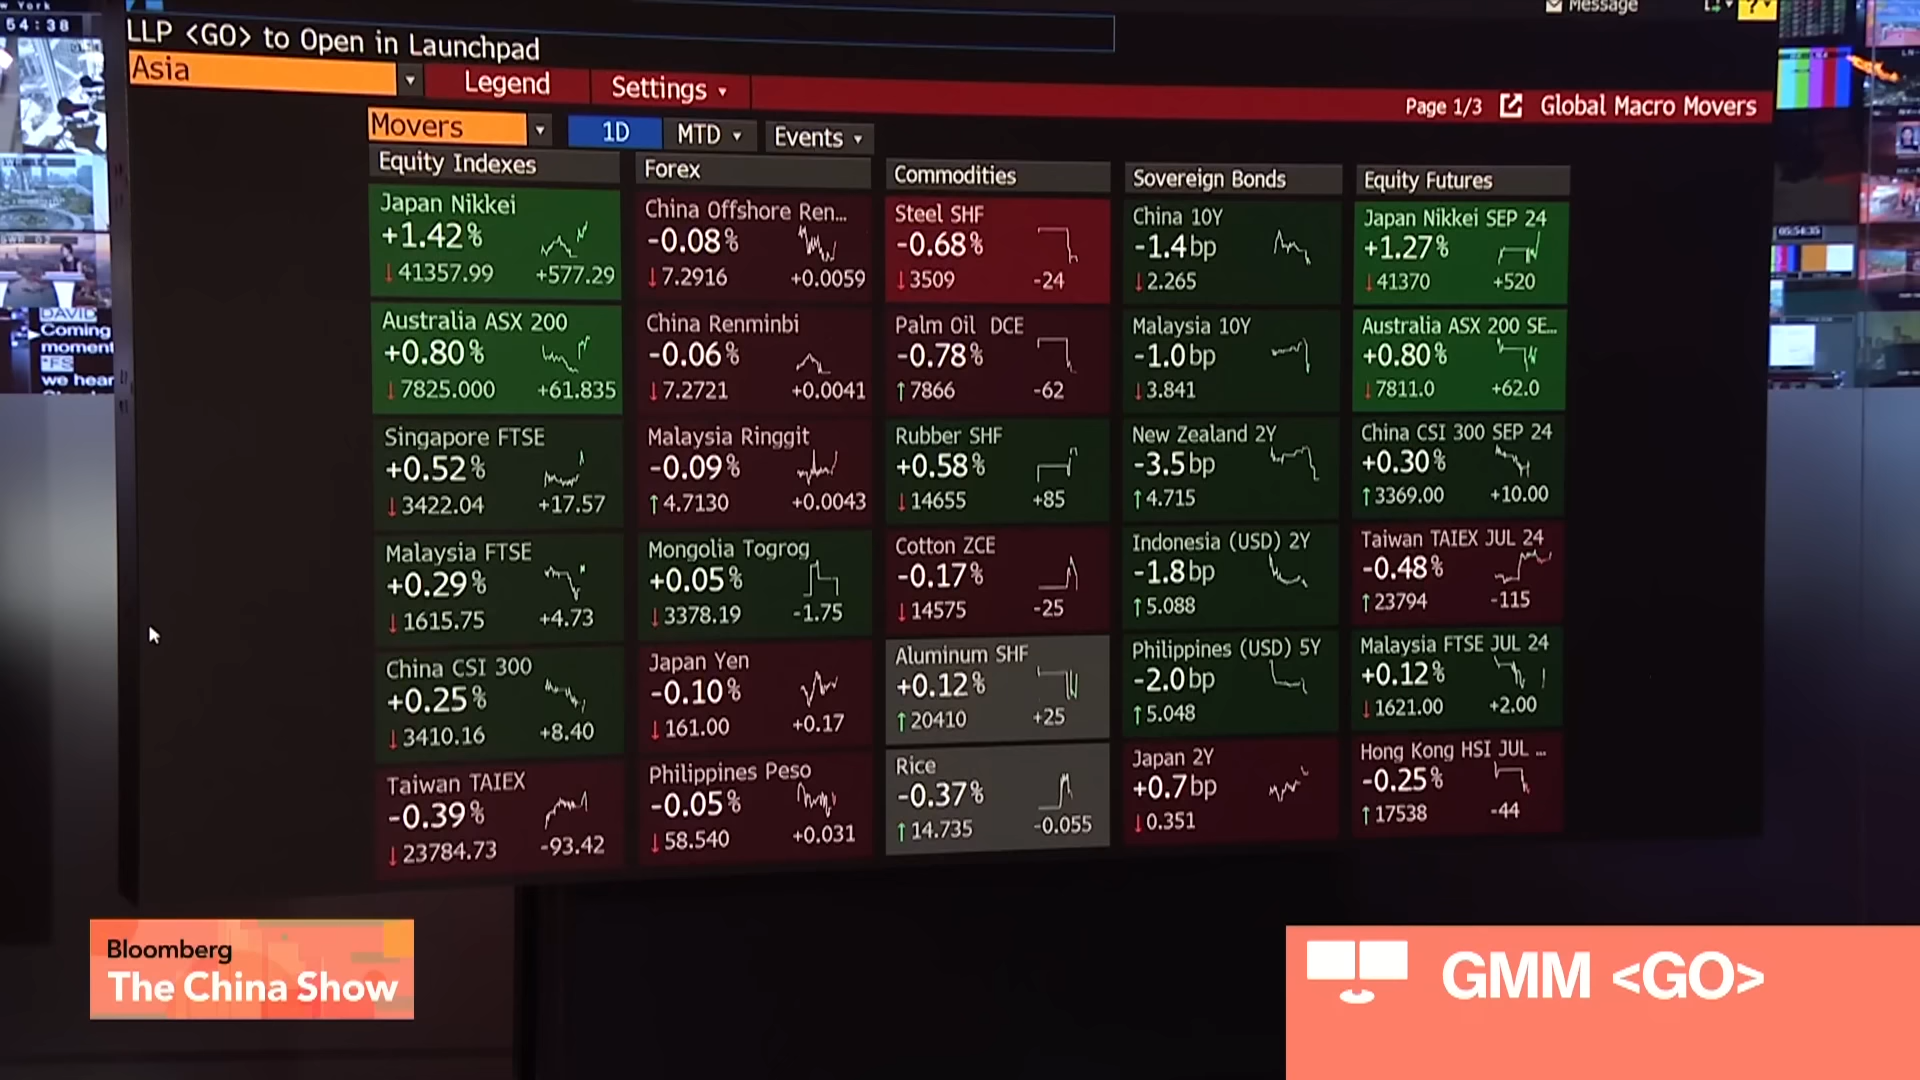 54:38
LLP <GO> to Open in Launchpad
Message
Asia
Legend
Settings
Page 1/3
Global Macro Movers
Movers
1D
MTD
Events
Equity Indexes
Japan Nikkei
+1.42%
↓41357.99 +577.29
Australia ASX 200
+0.80%
↓7825.000 +61.835
Singapore FTSE
+0.52%
↓3422.04 +17.57
Malaysia FTSE
+0.29%
↓1615.75 +4.73
China CSI 300
+0.25%
↓3410.16 +8.40
Taiwan TAIEX
-0.39%
↓23784.73 -93.42
Forex
China Offshore Ren...
-0.08%
↓7.2916 +0.0059
China Renminbi
-0.06%
↓7.2721 +0.0041
Malaysia Ringgit
-0.09%
↑4.7130 +0.0043
Mongolia Togrog
+0.05%
↓3378.19 -1.75
Japan Yen
-0.10%
↓161.00 +0.17
Philippines Peso
-0.05%
↓58.540 +0.031
Commodities
Steel SHF
-0.68%
↓3509 -24
Palm Oil DCE
-0.78%
↑7866 -62
Rubber SHF
+0.58%
↓14655 +85
Cotton ZCE
-0.17%
↓14575 -25
Aluminum SHF
+0.12%
↑20410 +25
Rice
-0.37%
↑14.735 -0.055
Sovereign Bonds
China 10Y
-1.4bp
↓2.265
Malaysia 10Y
-1.0bp
↓3.841
New Zealand 2Y
-3.5bp
↑4.715
Indonesia (USD) 2Y
-1.8bp
↑5.088
Philippines (USD) 5Y
-2.0bp
↑5.048
Japan 2Y
+0.7bp
↓0.351
Equity Futures
Japan Nikkei SEP 24
+1.27%
↓41370 +520
Australia ASX 200 SE...
+0.80%
↓7811.0 +62.0
China CSI 300 SEP 24
+0.30%
↑3369.00 +10.00
Taiwan TAIEX JUL 24
-0.48%
↑23794 -115
Malaysia FTSE JUL 24
+0.12%
↓1621.00 +2.00
Hong Kong HSI JUL ...
-0.25%
↑17538 -44
DAVID
Coming
moment
we hear
Bloomberg
The China Show
GMM <GO>